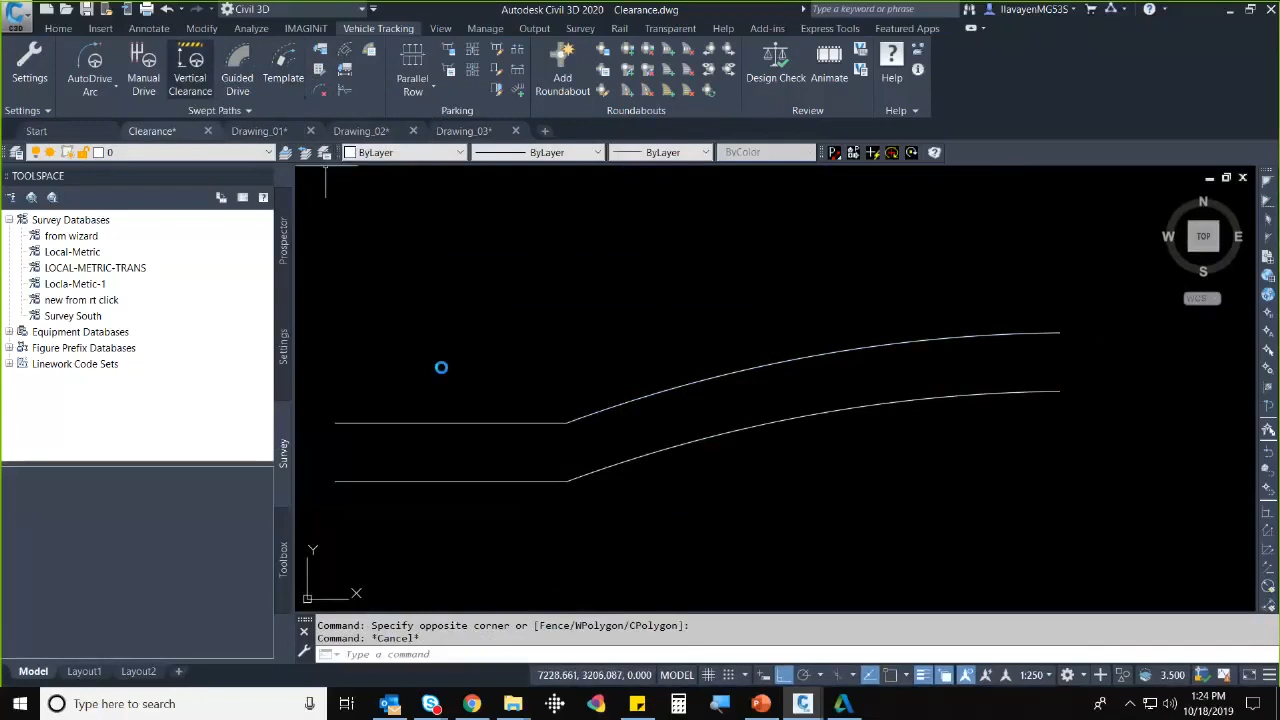 Civil 3D
Autodesk Civil 3D 2020 Clearance.dwg
Type a keyword or phrase
IlavayenMG53S
C3D
Home Insert Annotate Modify Analyze IMAGINiT Vehicle Tracking View Manage Output Survey Rail Transparent Help Add-ins Express Tools Featured Apps
Settings
AutoDrive Arc
Manual Drive
Vertical Clearance
Guided Drive
Template
Parallel Row
Add Roundabout
Design Check
Animate
Help
Settings Swept Paths Parking Roundabouts Review Help
Start Clearance* Drawing_01* Drawing_02* Drawing_03*
0 ByLayer ByLayer ByLayer ByColor
TOOLSPACE
Survey Databases
from wizard
Local-Metric
LOCAL-METRIC-TRANS
Locla-Metic-1
new from rt click
Survey South
Equipment Databases
Figure Prefix Databases
Linework Code Sets
Prospector
Settings
Survey
Toolbox
N
W TOP E
S
WCS
Y
X
Command: Specify opposite corner or [Fence/WPolygon/CPolygon]:
Command: *Cancel*
Type a command
Model Layout1 Layout2
7228.661, 3206.087, 0.000 MODEL 1:250 3.500
Type here to search
1:24 PM
10/18/2019